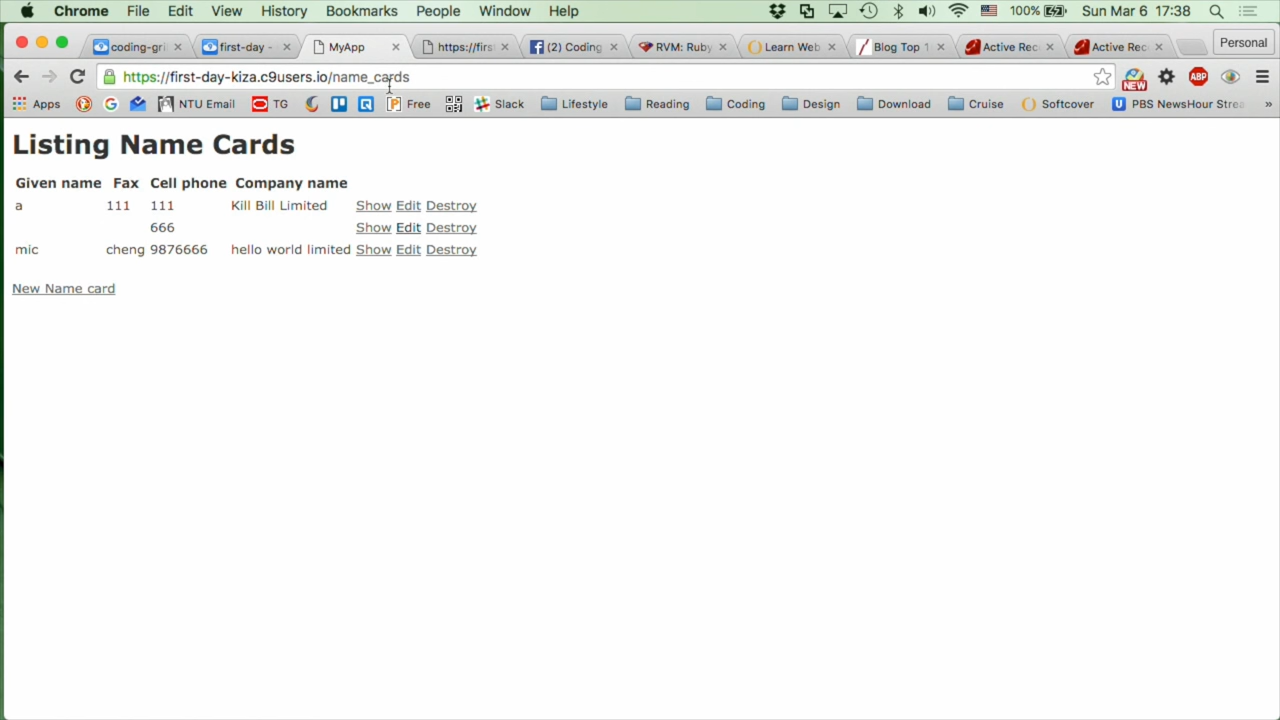 Chrome File Edit View History Bookmarks People Window Help 100% Sun Mar 6 17:38
coding-gri first-day - MyApp https://firs (2) Coding RVM: Ruby Learn Web Blog Top 1 Active Rec Active Rec Personal
https://first-day-kiza.c9users.io/name_cards NEW ABP
Apps NTU Email TG Free Slack Lifestyle Reading Coding Design Download Cruise Softcover PBS NewsHour Strea »
Listing Name Cards
Given name Fax Cell phone Company name
a 111 111 Kill Bill Limited Show Edit Destroy
666 Show Edit Destroy
mic cheng 9876666 hello world limited Show Edit Destroy
New Name card